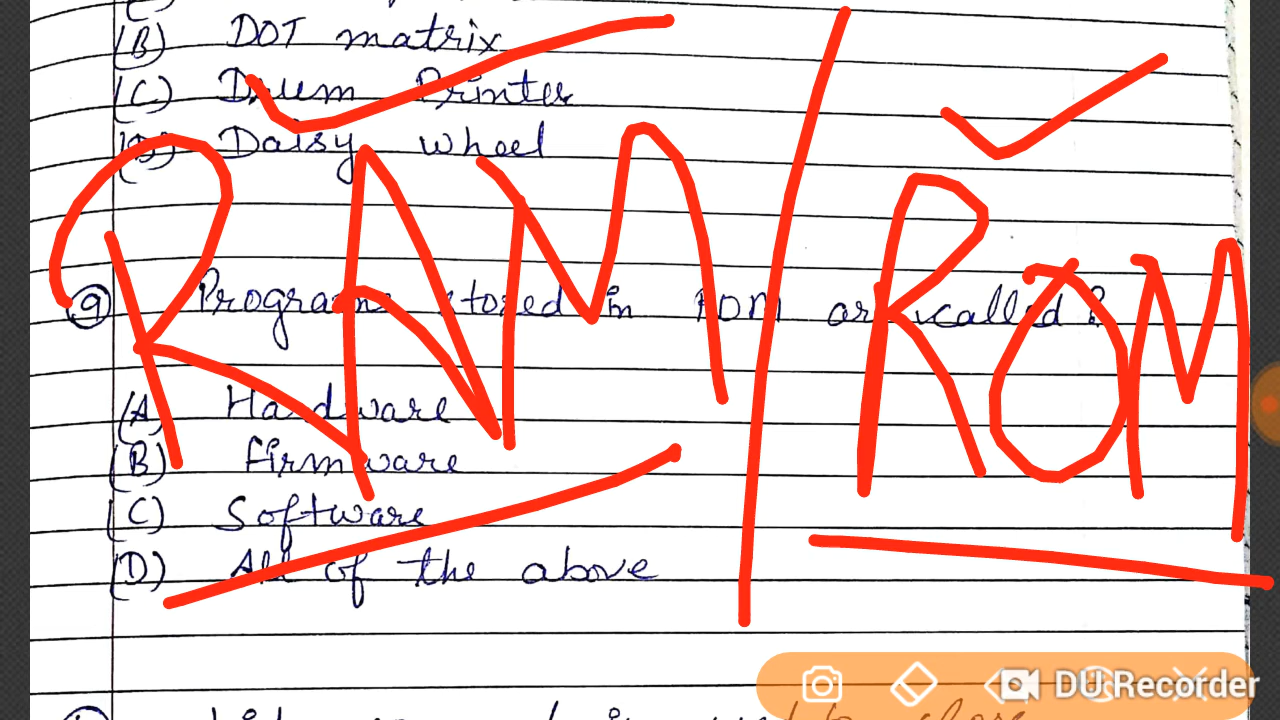 (B) DOT matrix
(C) Drum Printer
(D) Daisy wheel
RAM / ROM
9 Programs stored in ROM are called?
(A) Hardware
(B) firmware
(C) Software
(D) All of the above
DU Recorder